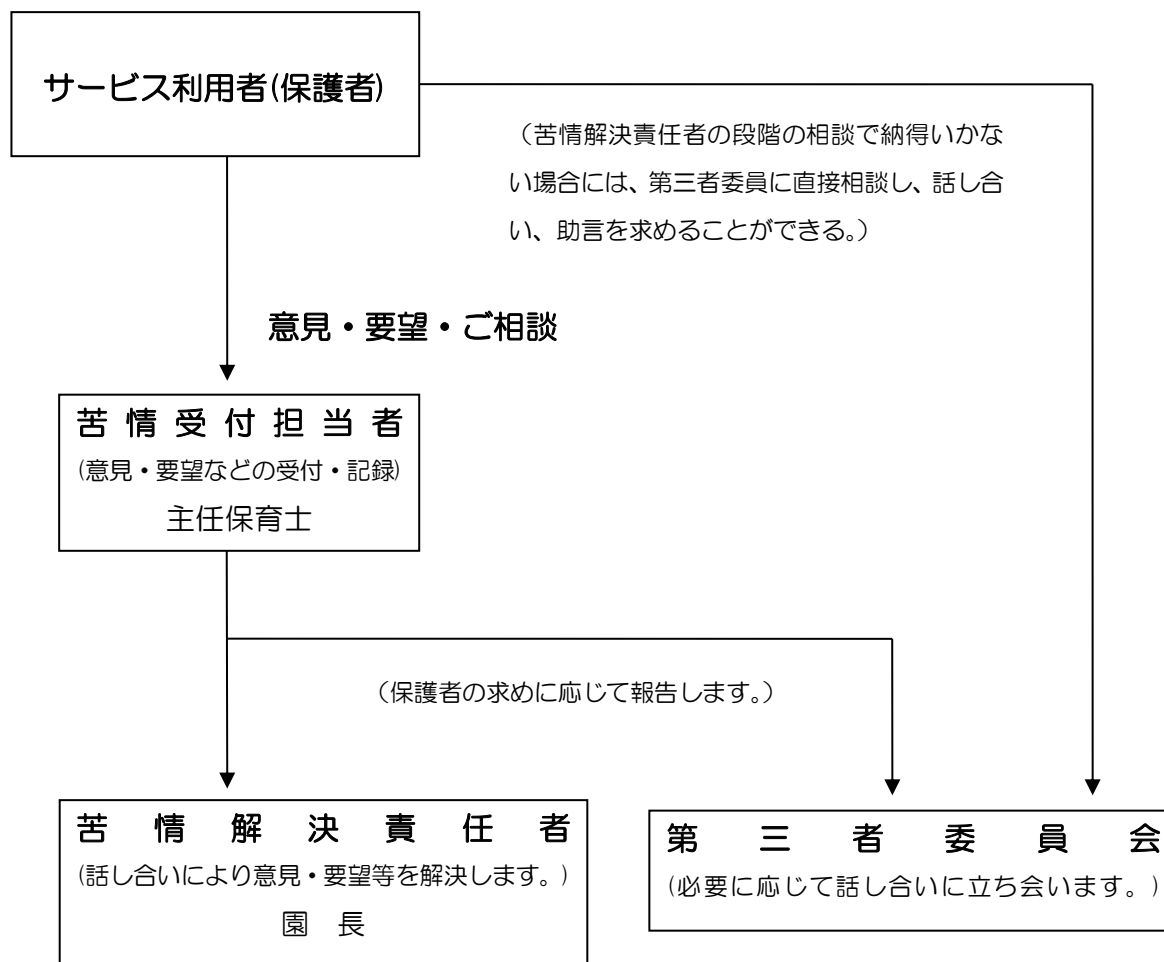 サービス利用者(保護者)
（苦情解決責任者の段階の相談で納得いかな
い場合には、第三者委員に直接相談し、話し合
い、助言を求めることができる。）
意見・要望・ご相談
苦情受付担当者
(意見・要望などの受付・記録)
主任保育士
（保護者の求めに応じて報告します。）
苦情解決責任者
(話し合いにより意見・要望等を解決します。)
園　長
第三者委員会
(必要に応じて話し合いに立ち会います。)